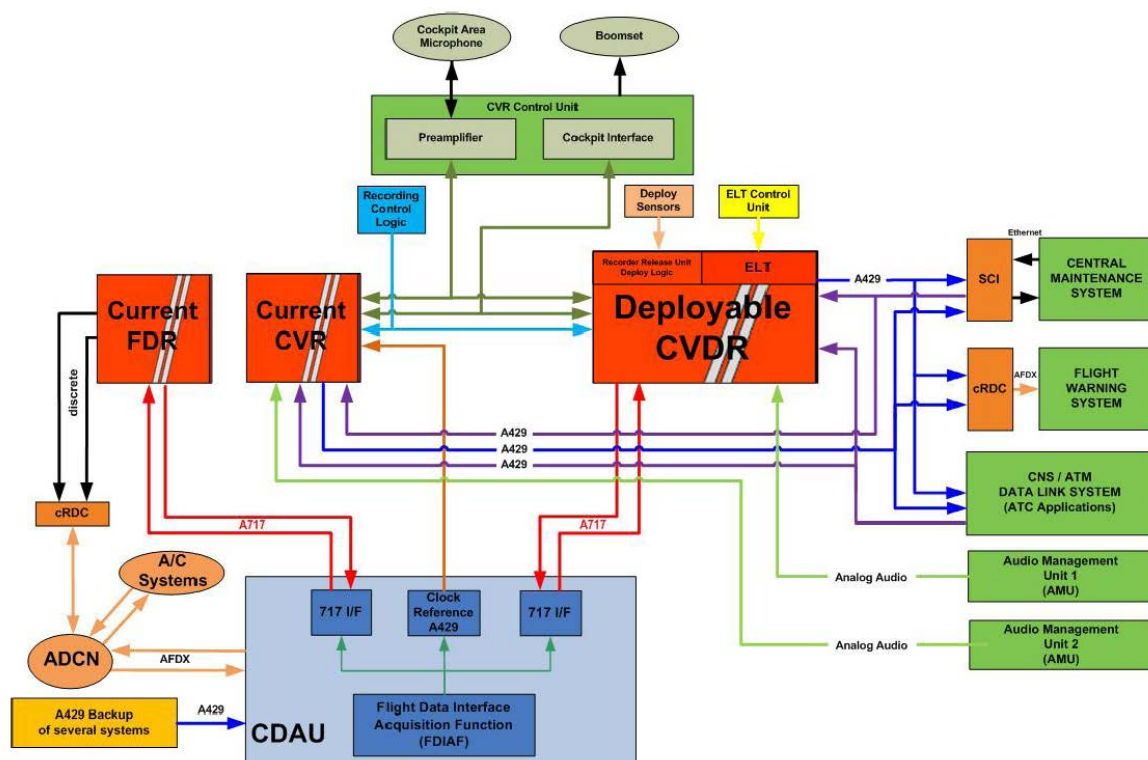 Cockpit Area
Microphone
Boomset
CVR Control Unit
Preamplifier
Cockpit Interface
Recording
Control
Logic
Deploy
Sensors
ELT Control
Unit
Ethernet
Recorder Release Unit
Deploy Logic
ELT
A429
SCI
CENTRAL
MAINTENANCE
SYSTEM
Current
FDR
Current
CVR
Deployable
CVDR
discrete
cRDC
AFDX
FLIGHT
WARNING
SYSTEM
A429
A429
A429
CNS / ATM
DATA LINK SYSTEM
(ATC Applications)
cRDC
A717
A717
A/C
Systems
Analog Audio
Audio Management
Unit 1
(AMU)
717 I/F
Clock
Reference
A429
717 I/F
Analog Audio
Audio Management
Unit 2
(AMU)
ADCN
AFDX
A429 Backup
of several systems
A429
CDAU
Flight Data Interface
Acquisition Function
(FDIAF)